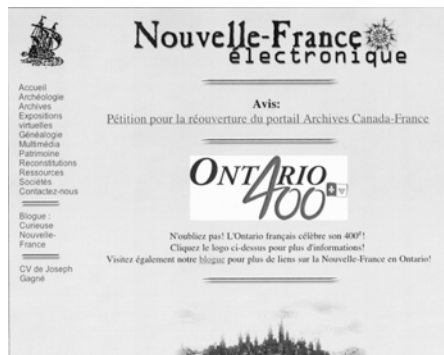 Nouvelle-France
électronique
Accueil
Archéologie
Archives
Expositions
virtuelles
Généalogie
Multimédia
Patrimoine
Reconstitutions
Ressources
Sociétés
Contactez-nous
Blogue :
Curieuse
Nouvelle-
France
CV de Joseph
Gagné
Avis:
Pétition pour la réouverture du portail Archives Canada-France
ONTARIO
400
N'oubliez pas! L'Ontario français célèbre son 400e!
Cliquez le logo ci-dessus pour plus d'informations!
Visitez également notre blogue pour plus de liens sur la Nouvelle-France en Ontario!